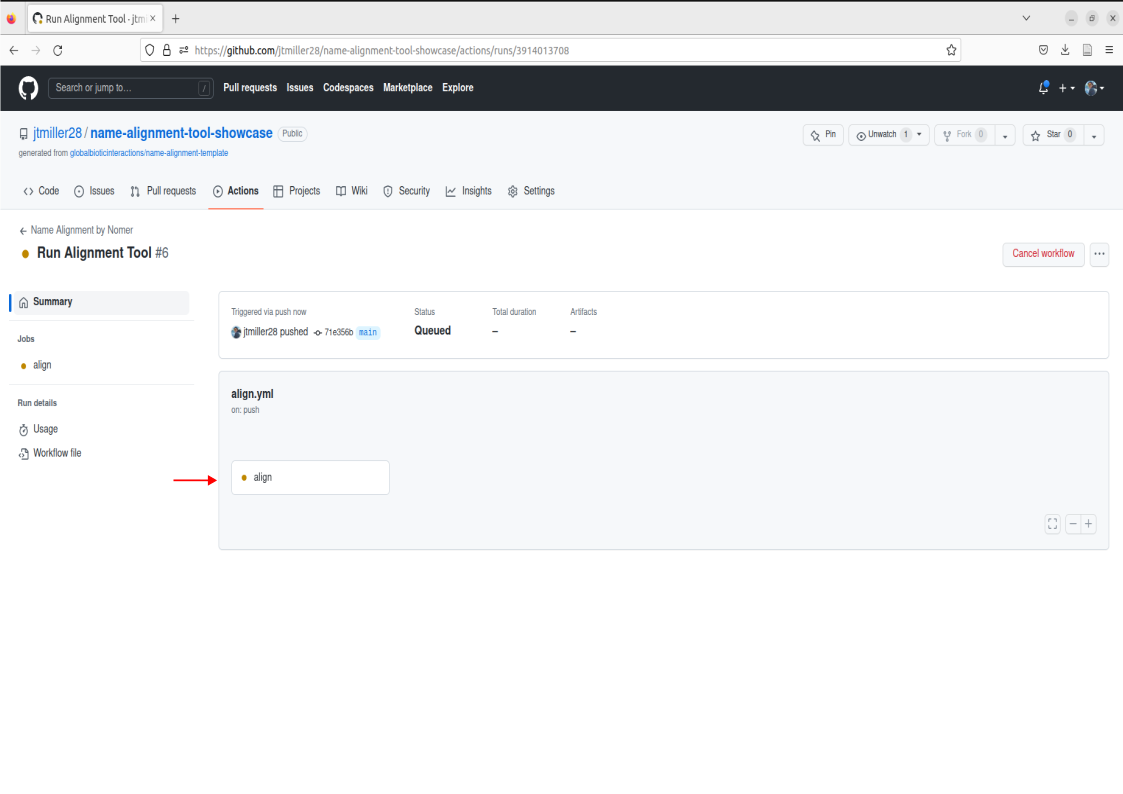 Run Alignment Tool · jtm
https://github.com/jtmiller28/name-alignment-tool-showcase/actions/runs/3914013708
Search or jump to... / Pull requests Issues Codespaces Marketplace Explore
jtmiller28 / name-alignment-tool-showcase Public Pin Unwatch 1 Fork 0 Star 0
generated from globalbioticinteractions/name-alignment-template
Code Issues Pull requests Actions Projects Wiki Security Insights Settings
Name Alignment by Nomer
Run Alignment Tool #6 Cancel workflow
Summary
Jobs
align
Run details
Usage
Workflow file
Triggered via push now Status Total duration Artifacts
jtmiller28 pushed 71e356b main Queued – –
align.yml
on: push
align